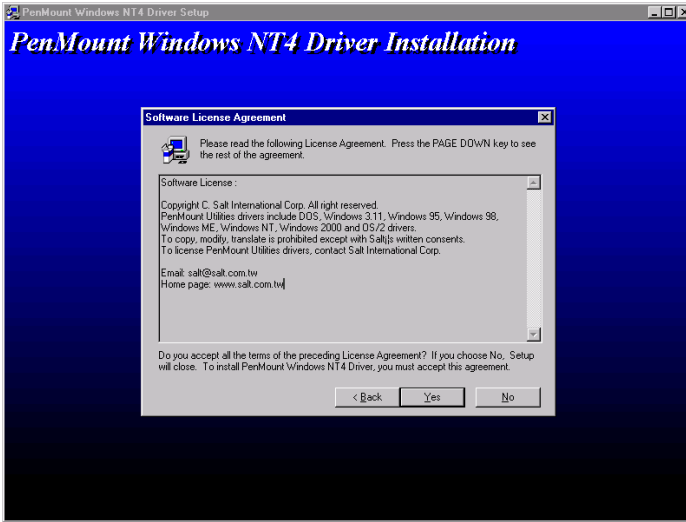 PenMount Windows NT4 Driver Setup
PenMount Windows NT4 Driver Installation
Software License Agreement
Please read the following License Agreement. Press the PAGE DOWN key to see
the rest of the agreement.
Software License :
Copyright C. Salt International Corp. All right reserved.
PenMount Utilities drivers include DOS, Windows 3.11, Windows 95, Windows 98,
Windows ME, Windows NT, Windows 2000 and OS/2 drivers.
To copy, modify, translate is prohibited except with Salt¡¦s written consents.
To license PenMount Utilities drivers, contact Salt International Corp.
Email: salt@salt.com.tw
Home page: www.salt.com.tw
Do you accept all the terms of the preceding License Agreement? If you choose No, Setup
will close. To install PenMount Windows NT4 Driver, you must accept this agreement.
< Back Yes No